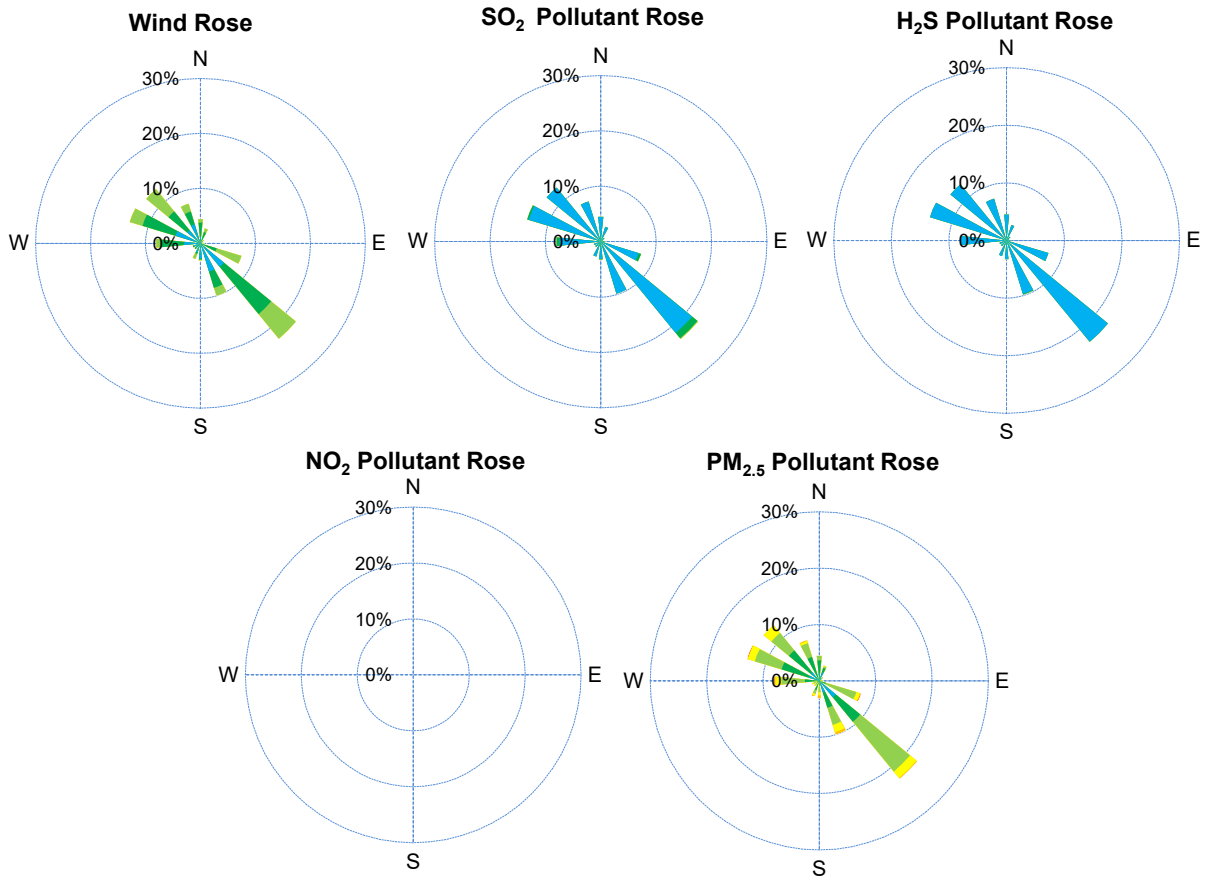 Wind Rose
N
30%
20%
10%
0%
W
E
S
SO₂ Pollutant Rose
N
30%
20%
10%
0%
W
E
S
H₂S Pollutant Rose
N
30%
20%
10%
0%
W
E
S
NO₂ Pollutant Rose
N
30%
20%
10%
0%
W
E
S
PM₂.₅ Pollutant Rose
N
30%
20%
10%
0%
W
E
S